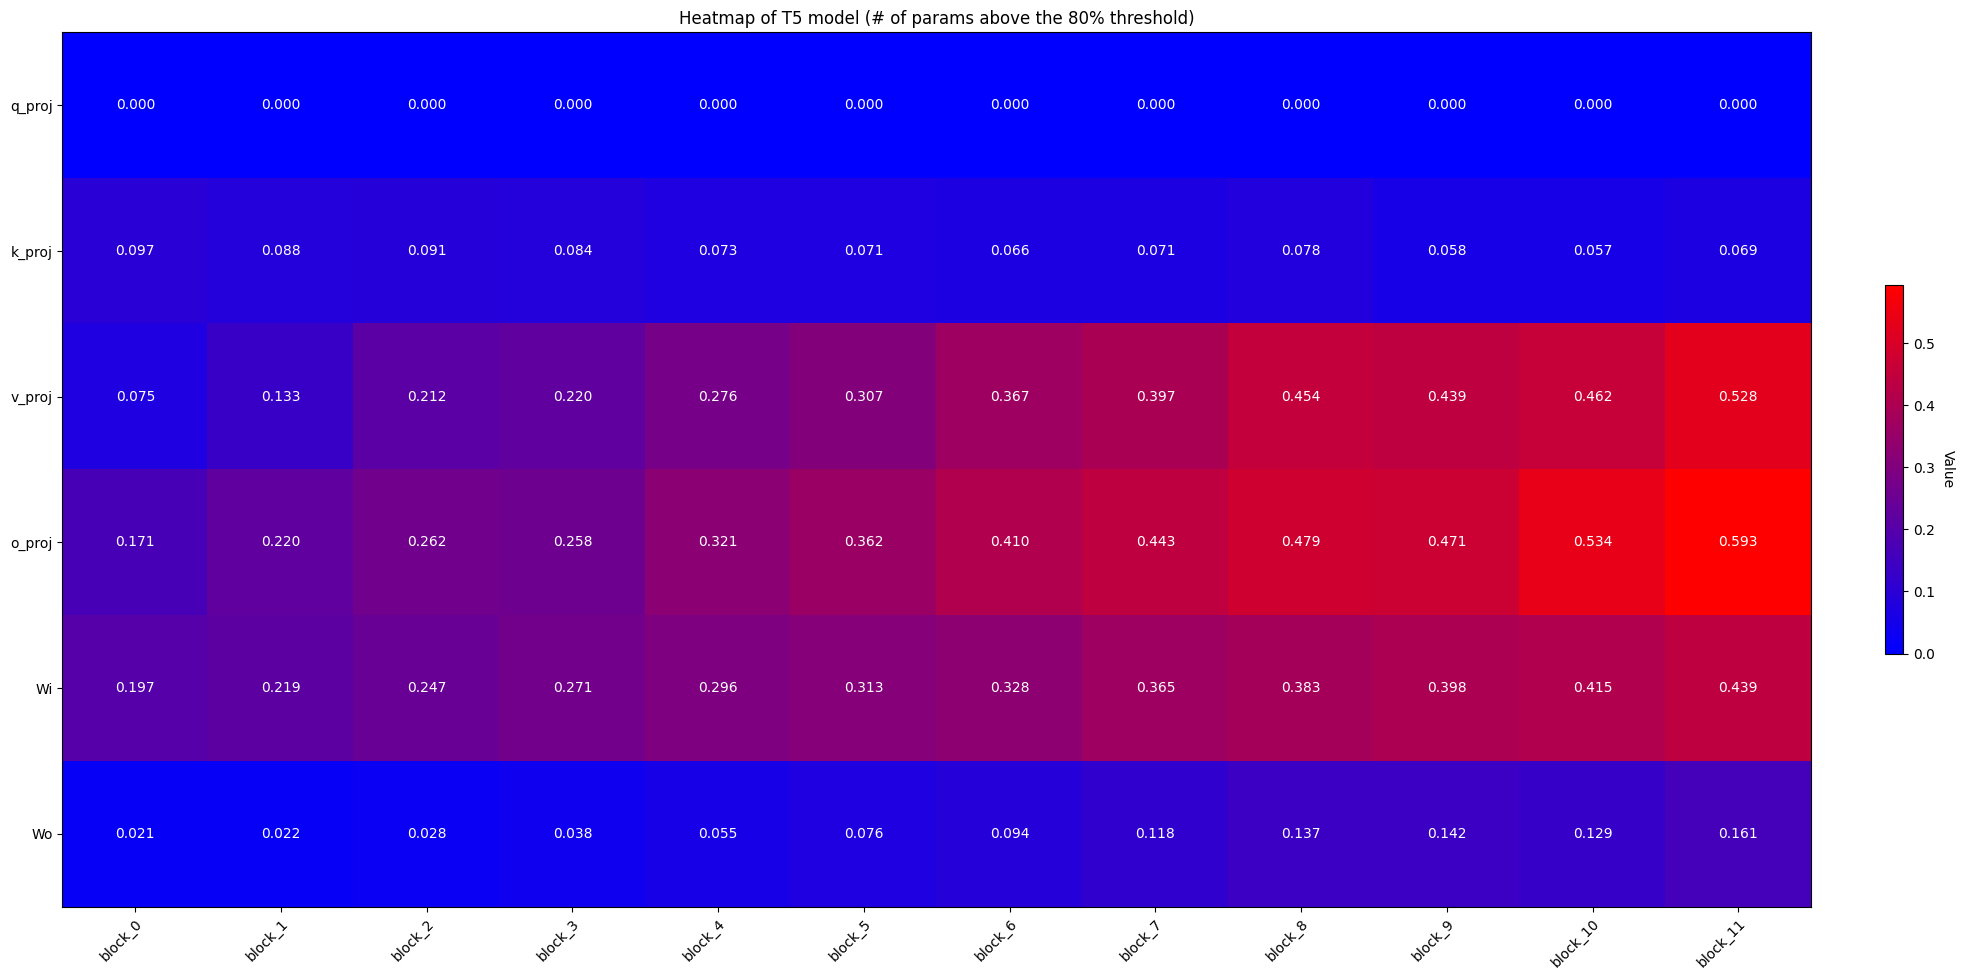 Heatmap of T5 model (# of params above the 80% threshold)
q_proj 0.000 0.000 0.000 0.000 0.000 0.000 0.000 0.000 0.000 0.000 0.000 0.000
k_proj 0.097 0.088 0.091 0.084 0.073 0.071 0.066 0.071 0.078 0.058 0.057 0.069
v_proj 0.075 0.133 0.212 0.220 0.276 0.307 0.367 0.397 0.454 0.439 0.462 0.528
o_proj 0.171 0.220 0.262 0.258 0.321 0.362 0.410 0.443 0.479 0.471 0.534 0.593
Wi 0.197 0.219 0.247 0.271 0.296 0.313 0.328 0.365 0.383 0.398 0.415 0.439
Wo 0.021 0.022 0.028 0.038 0.055 0.076 0.094 0.118 0.137 0.142 0.129 0.161
block_0 block_1 block_2 block_3 block_4 block_5 block_6 block_7 block_8 block_9 block_10 block_11
0.5
0.4
0.3
0.2
0.1
0.0
Value